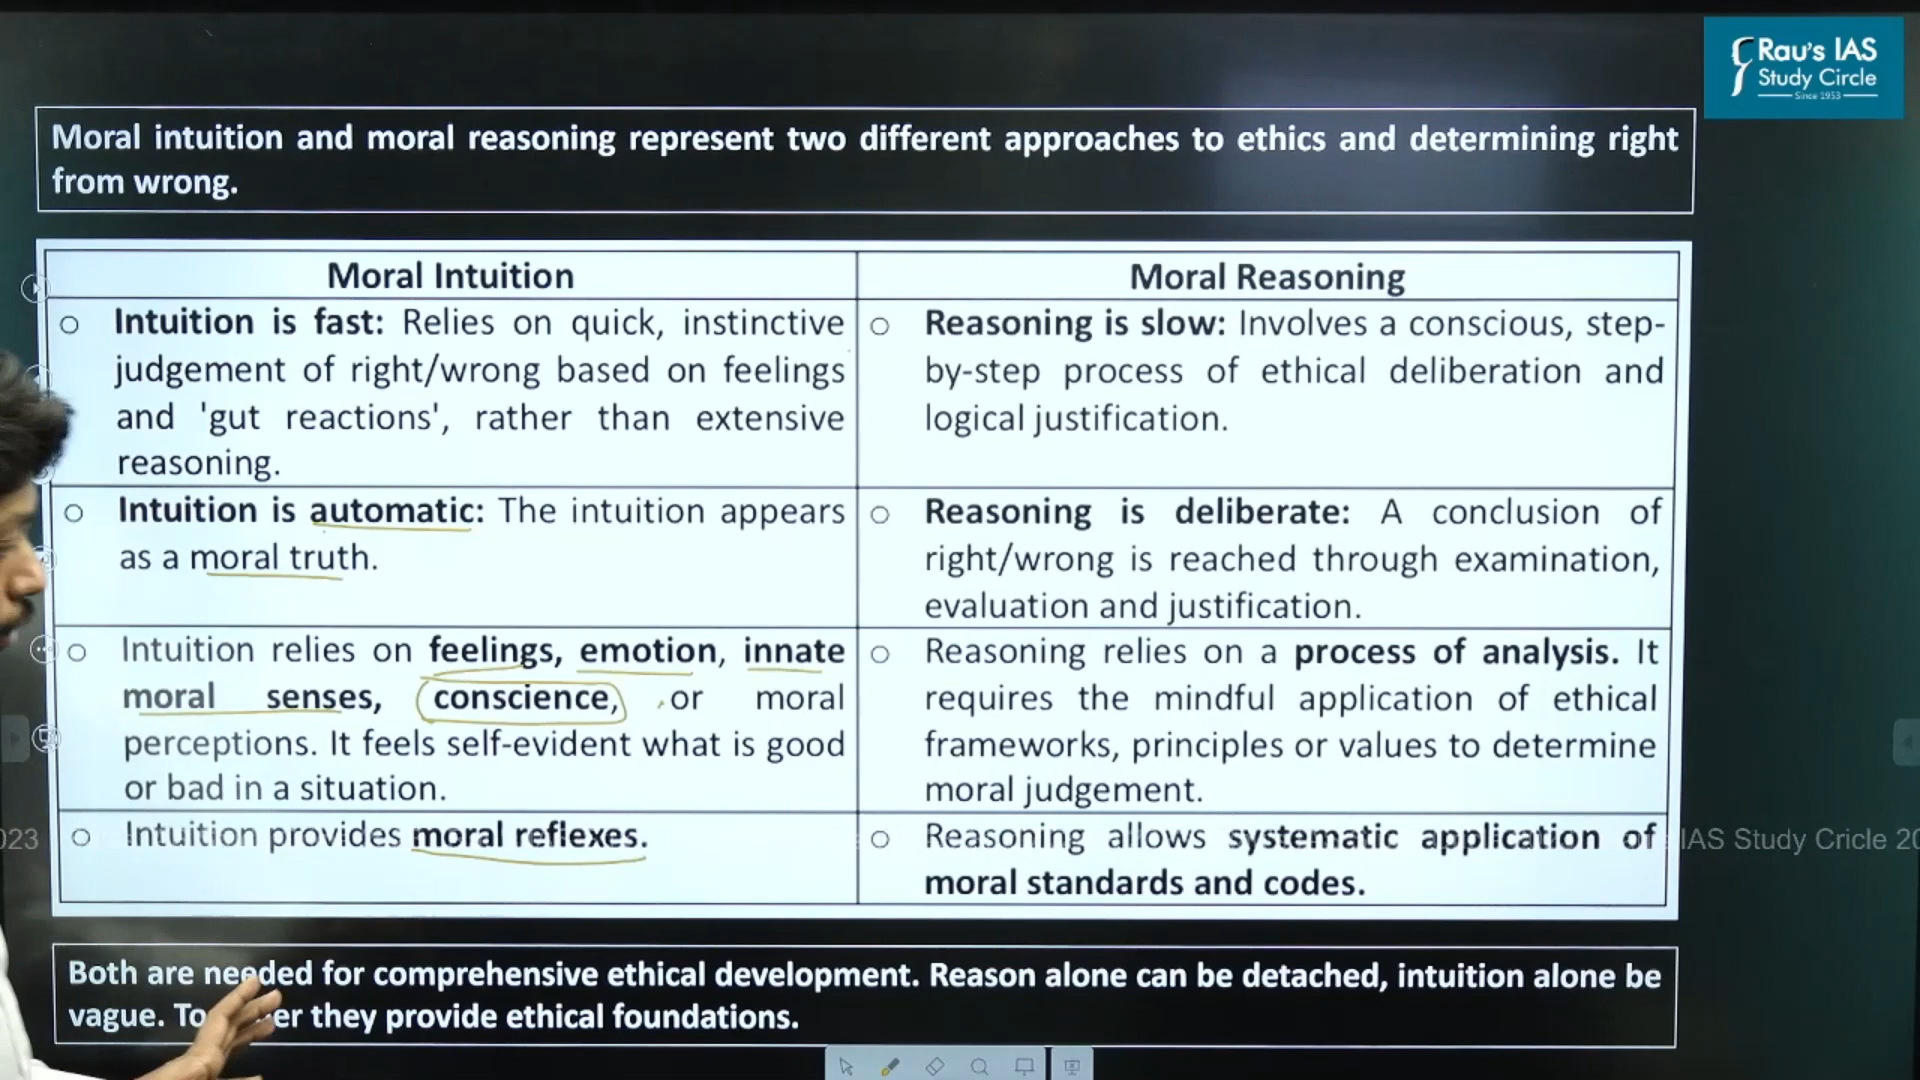 Rau's IAS
Study Circle
Since 1953
Moral intuition and moral reasoning represent two different approaches to ethics and determining right
from wrong.
Moral Intuition
Intuition is fast: Relies on quick, instinctive
judgement of right/wrong based on feelings
and 'gut reactions', rather than extensive
reasoning.
Moral Reasoning
Reasoning is slow: Involves a conscious, step-
by-step process of ethical deliberation and
logical justification.
Intuition is automatic: The intuition appears
as a moral truth.
Reasoning is deliberate: A conclusion of
right/wrong is reached through examination,
evaluation and justification.
Intuition relies on feelings, emotion, innate
moral senses, conscience, or moral
perceptions. It feels self-evident what is good
or bad in a situation.
Reasoning relies on a process of analysis. It
requires the mindful application of ethical
frameworks, principles or values to determine
moral judgement.
Intuition provides moral reflexes.
Reasoning allows systematic application of
moral standards and codes.
023
IAS Study Cricle 20
Both are needed for comprehensive ethical development. Reason alone can be detached, intuition alone be
vague. To er they provide ethical foundations.